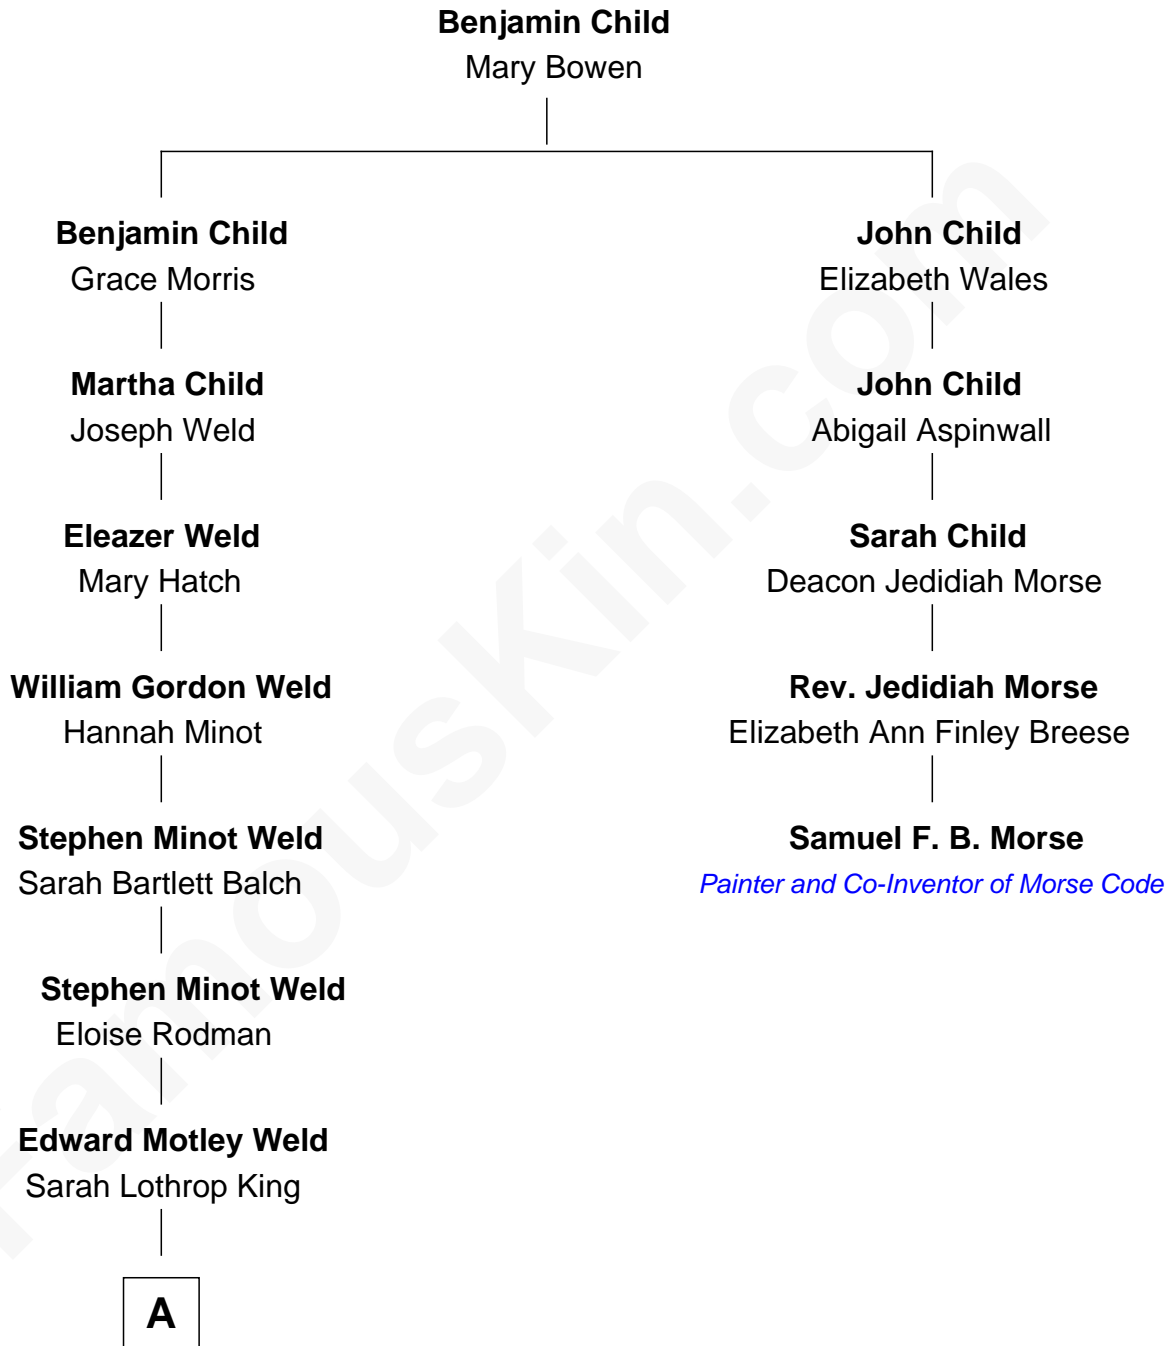 Benjamin Child
Mary Bowen
Benjamin Child
Grace Morris
John Child
Elizabeth Wales
Martha Child
Joseph Weld
John Child
Abigail Aspinwall
Eleazer Weld
Mary Hatch
Sarah Child
Deacon Jedidiah Morse
William Gordon Weld
Hannah Minot
Rev. Jedidiah Morse
Elizabeth Ann Finley Breese
Stephen Minot Weld
Sarah Bartlett Balch
Samuel F. B. Morse
Painter and Co-Inventor of Morse Code
Stephen Minot Weld
Eloise Rodman
Edward Motley Weld
Sarah Lothrop King
A
FamousKin.com